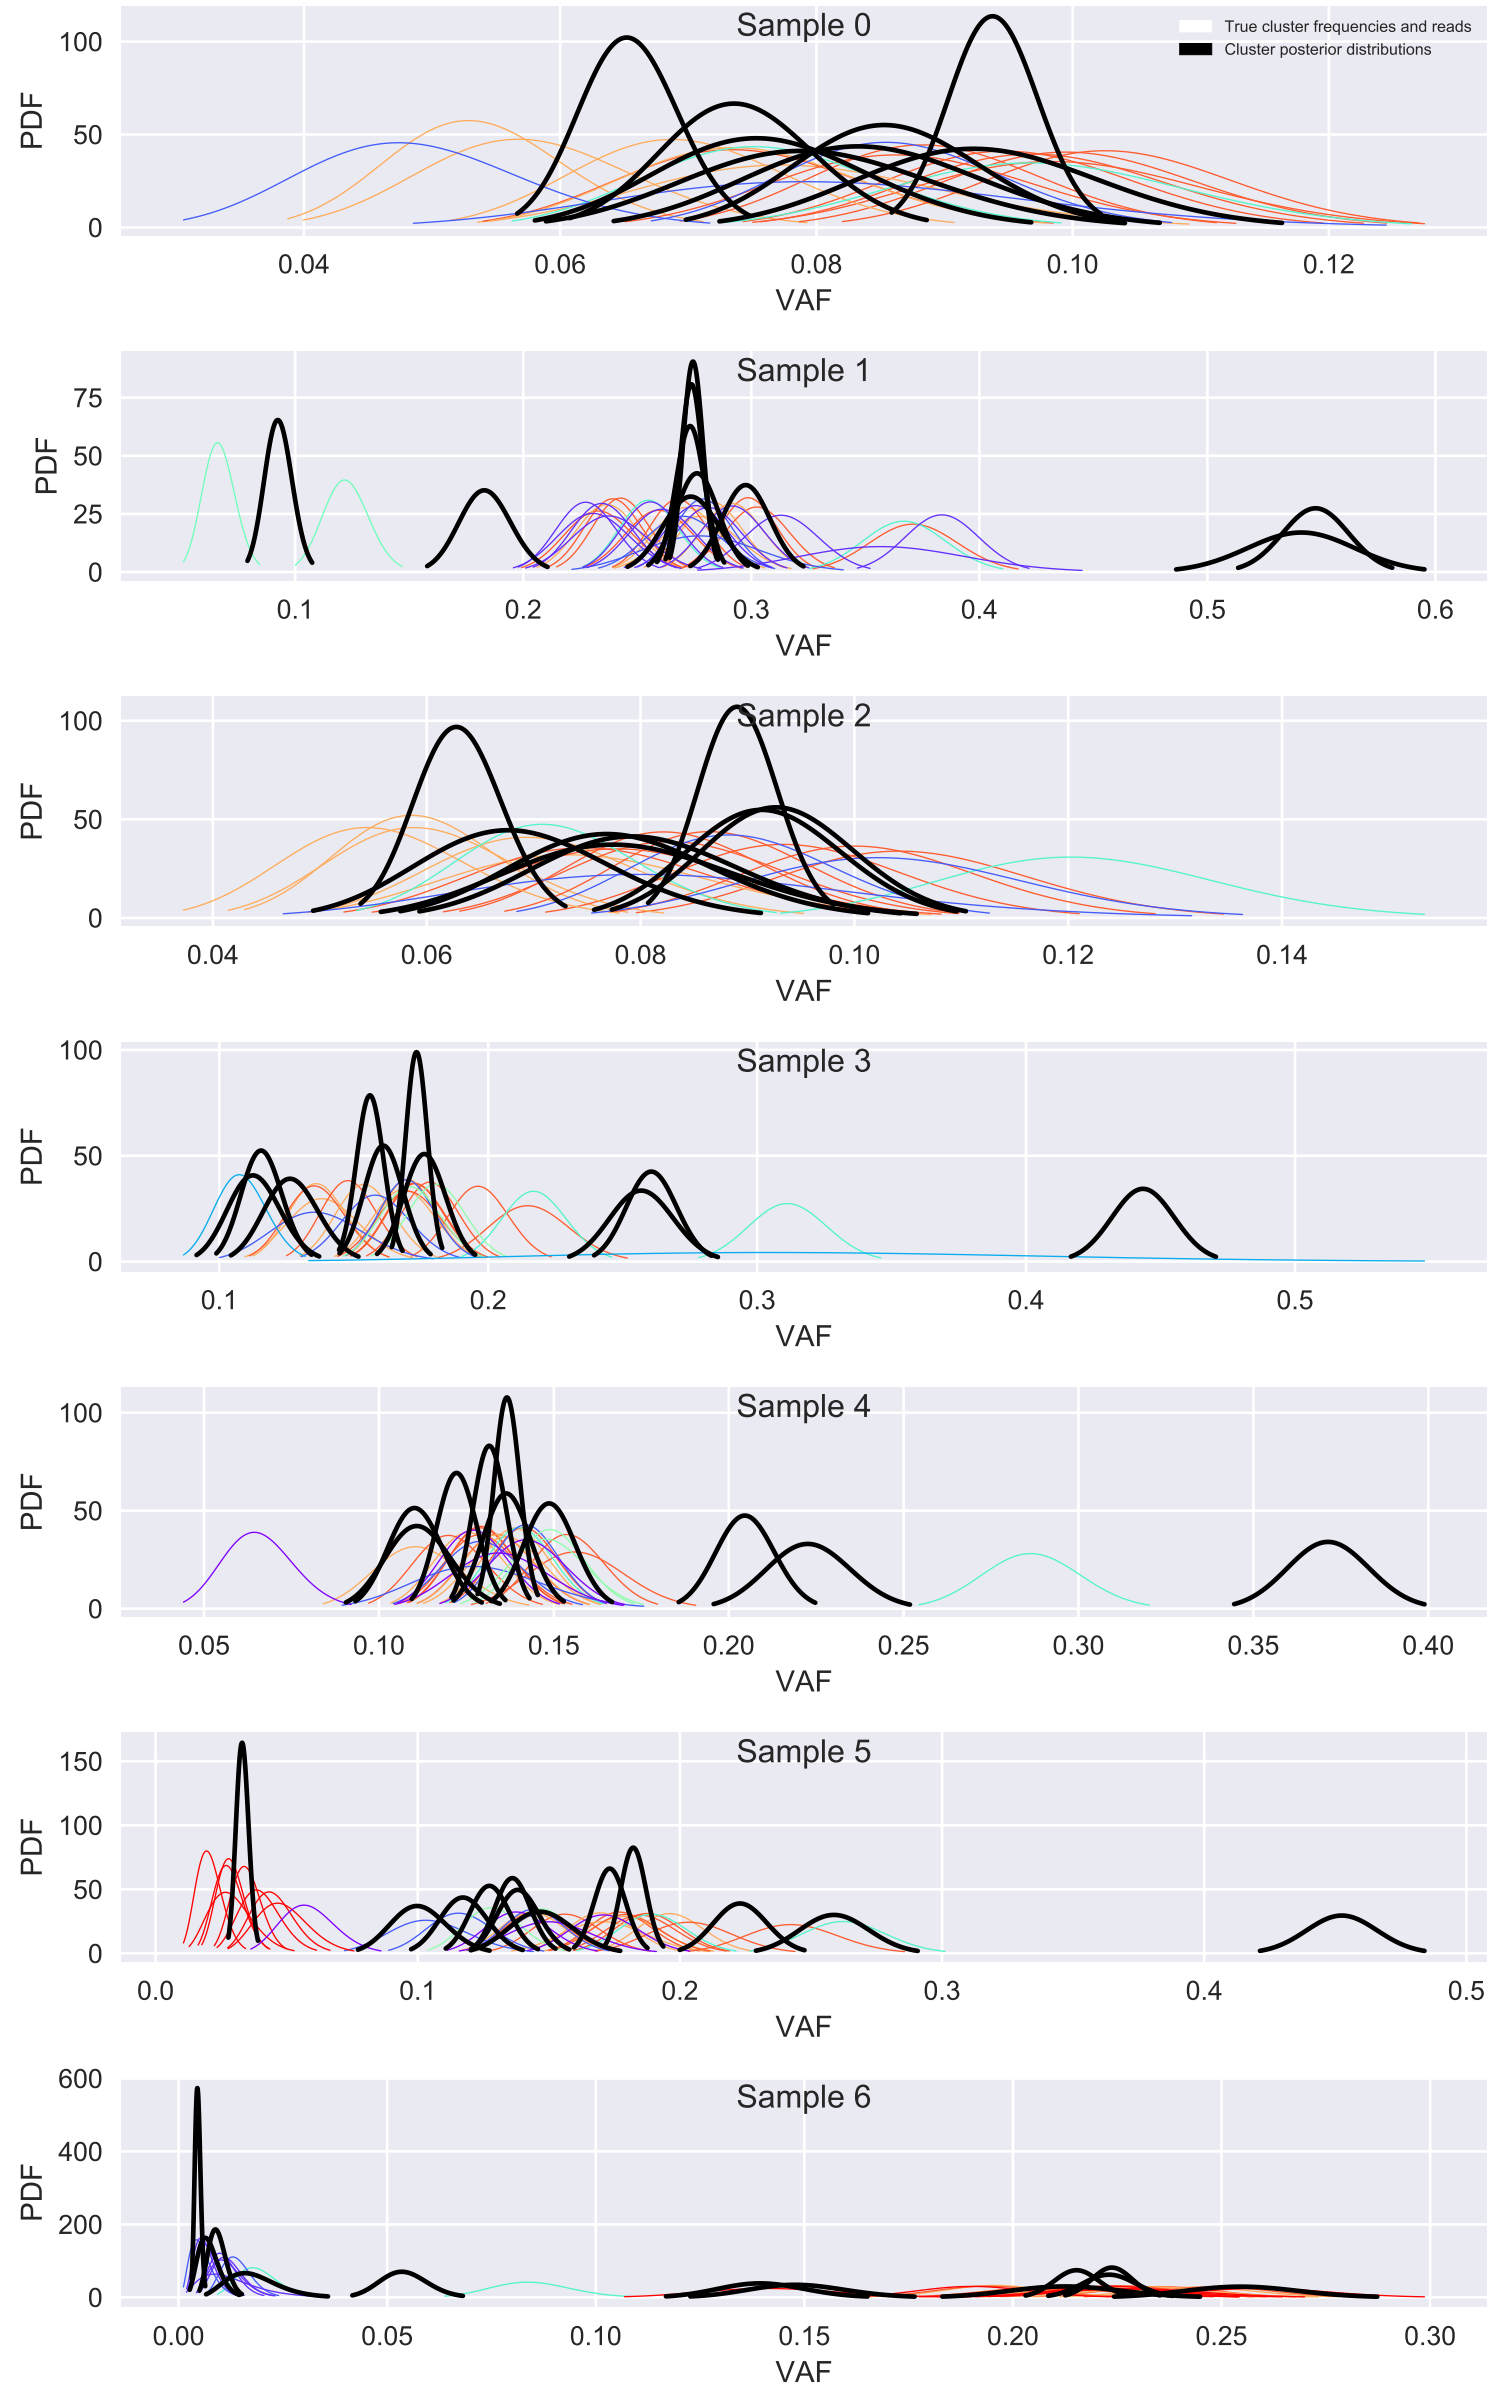 Sample 0
True cluster frequencies and reads
Cluster posterior distributions
PDF
100
50
0
0.04 0.06 0.08 0.10 0.12
VAF
Sample 1
PDF
75
50
25
0
0.1 0.2 0.3 0.4 0.5 0.6
VAF
Sample 2
PDF
100
50
0
0.04 0.06 0.08 0.10 0.12 0.14
VAF
Sample 3
PDF
100
50
0
0.1 0.2 0.3 0.4 0.5
VAF
Sample 4
PDF
100
50
0
0.05 0.10 0.15 0.20 0.25 0.30 0.35 0.40
VAF
Sample 5
PDF
150
100
50
0
0.0 0.1 0.2 0.3 0.4 0.5
VAF
Sample 6
PDF
600
400
200
0
0.00 0.05 0.10 0.15 0.20 0.25 0.30
VAF